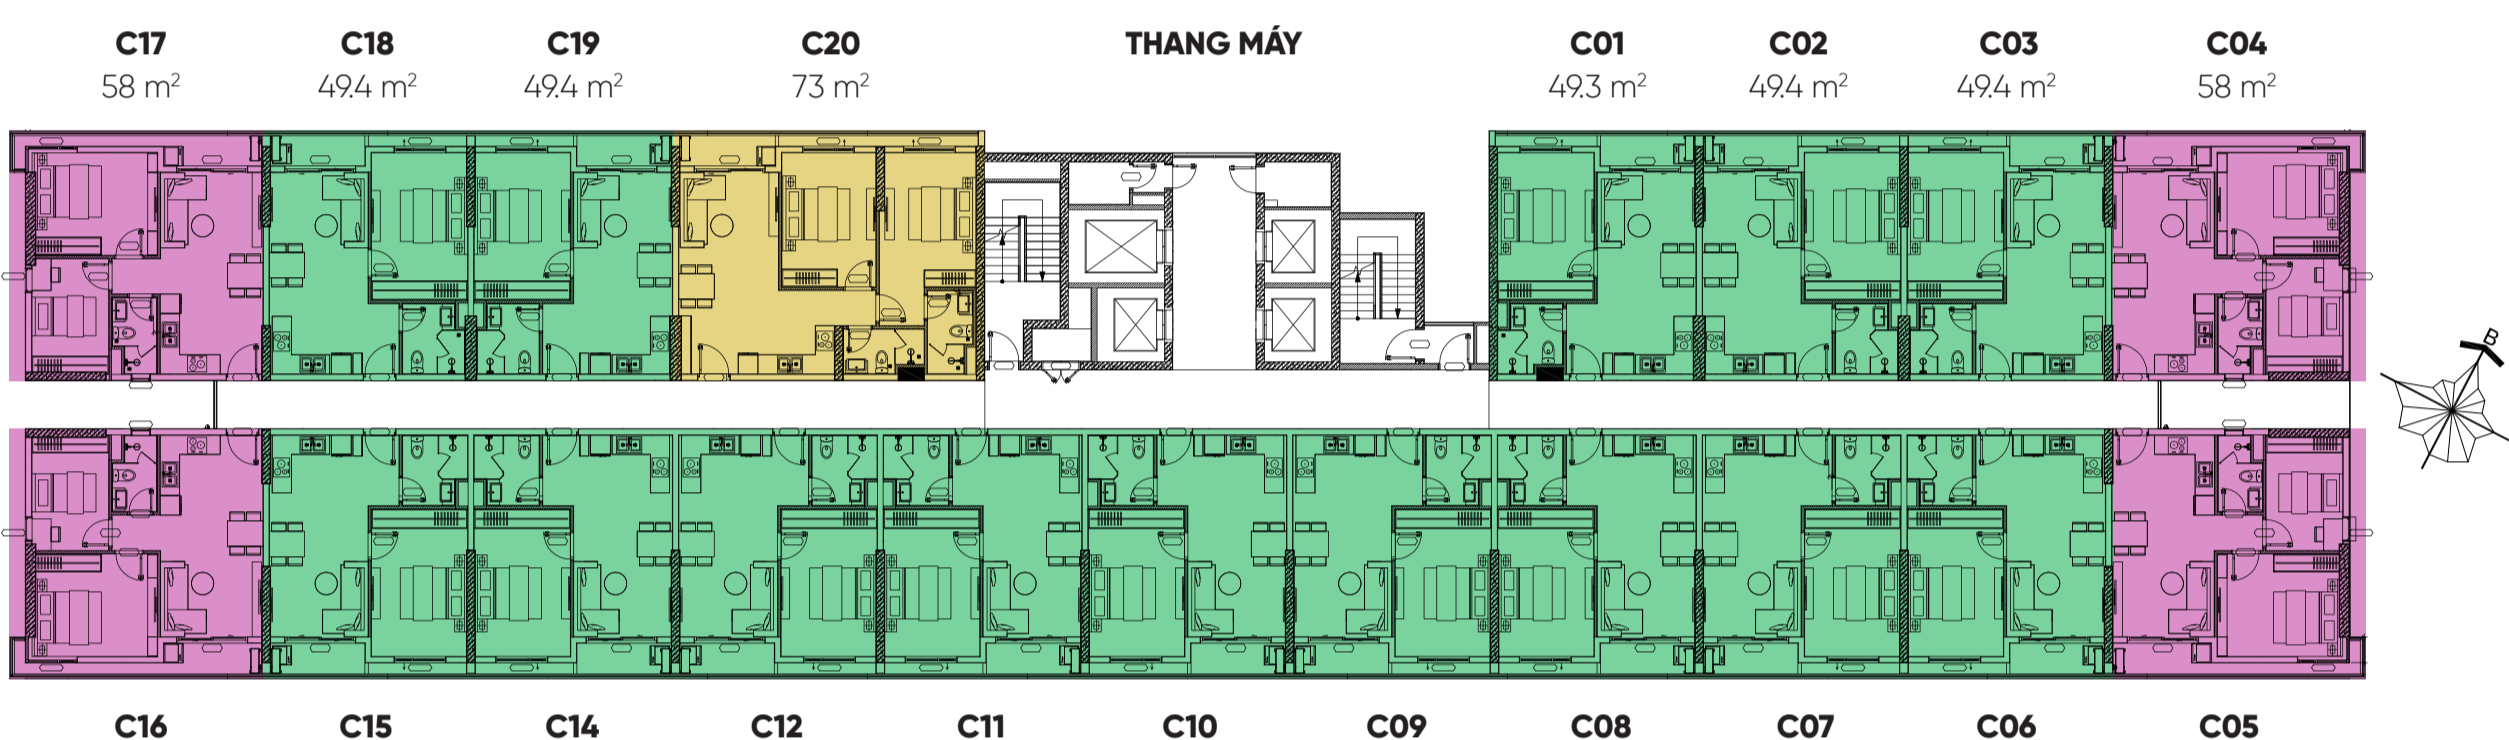 C17 C18 C19 C20 THANG MÁY C01 C02 C03 C04
58 m² 49.4 m² 49.4 m² 73 m² 49.3 m² 49.4 m² 49.4 m² 58 m²
B
C16 C15 C14 C12 C11 C10 C09 C08 C07 C06 C05